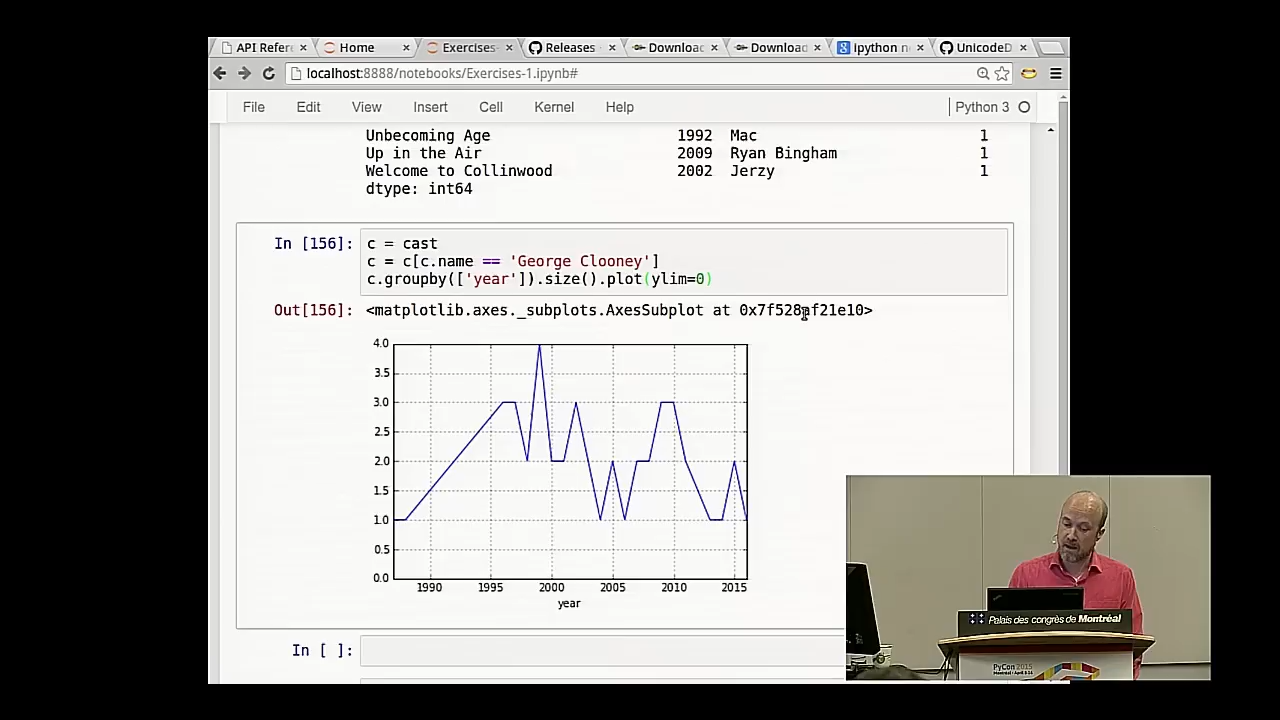 API Refere
Home
Exercises-
Releases
Download
Download
ipython n
UnicodeD
localhost:8888/notebooks/Exercises-1.ipynb#
File Edit View Insert Cell Kernel Help Python 3
Unbecoming Age 1992 Mac 1
Up in the Air 2009 Ryan Bingham 1
Welcome to Collinwood 2002 Jerzy 1
dtype: int64
In [156]: c = cast
c = c[c.name == 'George Clooney']
c.groupby(['year']).size().plot(ylim=0)
Out[156]: <matplotlib.axes._subplots.AxesSubplot at 0x7f528af21e10>
4.0
3.5
3.0
2.5
2.0
1.5
1.0
0.5
0.0
1990 1995 2000 2005 2010 2015
year
In [ ]:
Palais des congrès de Montréal
PyCon 2015